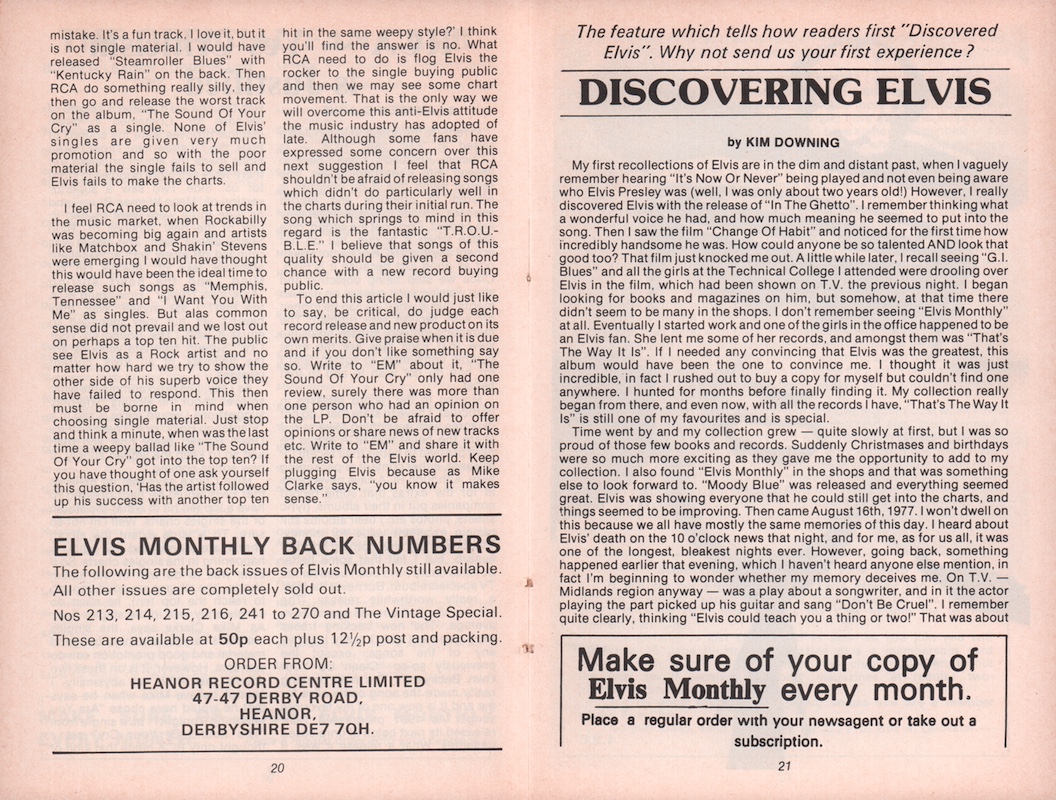 mistake. It's a fun track, I love it, but it
is not single material. I would have
released "Steamroller Blues" with
"Kentucky Rain" on the back. Then
RCA do something really silly, they
then go and release the worst track
on the album, "The Sound Of Your
Cry" as a single. None of Elvis'
singles are given very much
promotion and so with the poor
material the single fails to sell and
Elvis fails to make the charts.
I feel RCA need to look at trends in
the music market, when Rockabilly
was becoming big again and artists
like Matchbox and Shakin' Stevens
were emerging I would have thought
this would have been the ideal time to
release such songs as "Memphis,
Tennessee" and "I Want You With
Me" as singles. But alas common
sense did not prevail and we lost out
on perhaps a top ten hit. The public
see Elvis as a Rock artist and no
matter how hard we try to show the
other side of his superb voice they
have failed to respond. This then
must be borne in mind when
choosing single material. Just stop
and think a minute, when was the last
time a weepy ballad like "The Sound
Of Your Cry" got into the top ten? If
you have thought of one ask yourself
this question, 'Has the artist followed
up his success with another top ten
hit in the same weepy style?' I think
you'll find the answer is no. What
RCA need to do is flog Elvis the
rocker to the single buying public
and then we may see some chart
movement. That is the only way we
will overcome this anti-Elvis attitude
the music industry has adopted of
late. Although some fans have
expressed some concern over this
next suggestion I feel that RCA
shouldn't be afraid of releasing songs
which didn't do particularly well in
the charts during their initial run. The
song which springs to mind in this
regard is the fantastic "T.R.O.U.-
B.L.E." I believe that songs of this
quality should be given a second
chance with a new record buying
public.
To end this article I would just like
to say, be critical, do judge each
record release and new product on its
own merits. Give praise when it is due
and if you don't like something say
so. Write to "EM" about it, "The
Sound Of Your Cry" only had one
review, surely there was more than
one person who had an opinion on
the LP. Don't be afraid to offer
opinions or share news of new tracks
etc. Write to "EM" and share it with
the rest of the Elvis world. Keep
plugging Elvis because as Mike
Clarke says, "you know it makes
sense."
ELVIS MONTHLY BACK NUMBERS
The following are the back issues of Elvis Monthly still available.
All other issues are completely sold out.
Nos 213, 214, 215, 216, 241 to 270 and The Vintage Special.
These are available at 50p each plus 12½p post and packing.
ORDER FROM:
HEANOR RECORD CENTRE LIMITED
47-47 DERBY ROAD,
HEANOR,
DERBYSHIRE DE7 7QH.
20
The feature which tells how readers first "Discovered
Elvis". Why not send us your first experience?
DISCOVERING ELVIS
by KIM DOWNING
My first recollections of Elvis are in the dim and distant past, when I vaguely
remember hearing "It's Now Or Never" being played and not even being aware
who Elvis Presley was (well, I was only about two years old!) However, I really
discovered Elvis with the release of "In The Ghetto". I remember thinking what
a wonderful voice he had, and how much meaning he seemed to put into the
song. Then I saw the film "Change Of Habit" and noticed for the first time how
incredibly handsome he was. How could anyone be so talented AND look that
good too? That film just knocked me out. A little while later, I recall seeing "G.I.
Blues" and all the girls at the Technical College I attended were drooling over
Elvis in the film, which had been shown on T.V. the previous night. I began
looking for books and magazines on him, but somehow, at that time there
didn't seem to be many in the shops. I don't remember seeing "Elvis Monthly"
at all. Eventually I started work and one of the girls in the office happened to be
an Elvis fan. She lent me some of her records, and amongst them was "That's
The Way It Is". If I needed any convincing that Elvis was the greatest, this
album would have been the one to convince me. I thought it was just
incredible, in fact I rushed out to buy a copy for myself but couldn't find one
anywhere. I hunted for months before finally finding it. My collection really
began from there, and even now, with all the records I have, "That's The Way It
Is" is still one of my favourites and is special.
Time went by and my collection grew — quite slowly at first, but I was so
proud of those few books and records. Suddenly Christmases and birthdays
were so much more exciting as they gave me the opportunity to add to my
collection. I also found "Elvis Monthly" in the shops and that was something
else to look forward to. "Moody Blue" was released and everything seemed
great. Elvis was showing everyone that he could still get into the charts, and
things seemed to be improving. Then came August 16th, 1977. I won't dwell on
this because we all have mostly the same memories of this day. I heard about
Elvis' death on the 10 o'clock news that night, and for me, as for us all, it was
one of the longest, bleakest nights ever. However, going back, something
happened earlier that evening, which I haven't heard anyone else mention, in
fact I'm beginning to wonder whether my memory deceives me. On T.V. —
Midlands region anyway — was a play about a songwriter, and in it the actor
playing the part picked up his guitar and sang "Don't Be Cruel". I remember
quite clearly, thinking "Elvis could teach you a thing or two!" That was about
Make sure of your copy of
Elvis Monthly every month.
Place a regular order with your newsagent or take out a
subscription.
21